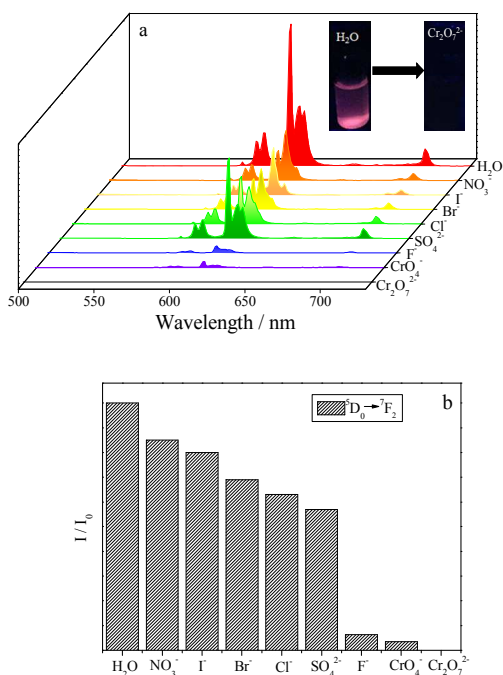 a
H₂O
Cr₂O₇²⁻
H₂O
NO₃⁻
I⁻
Br⁻
Cl⁻
SO₄²⁻
F⁻
CrO₄⁻
Cr₂O₇²⁻
500 550 600 650 700
Wavelength / nm
b
⁵D₀→⁷F₂
I / I₀
H₂O NO₃⁻ I⁻ Br⁻ Cl⁻ SO₄²⁻ F⁻ CrO₄⁻ Cr₂O₇²⁻